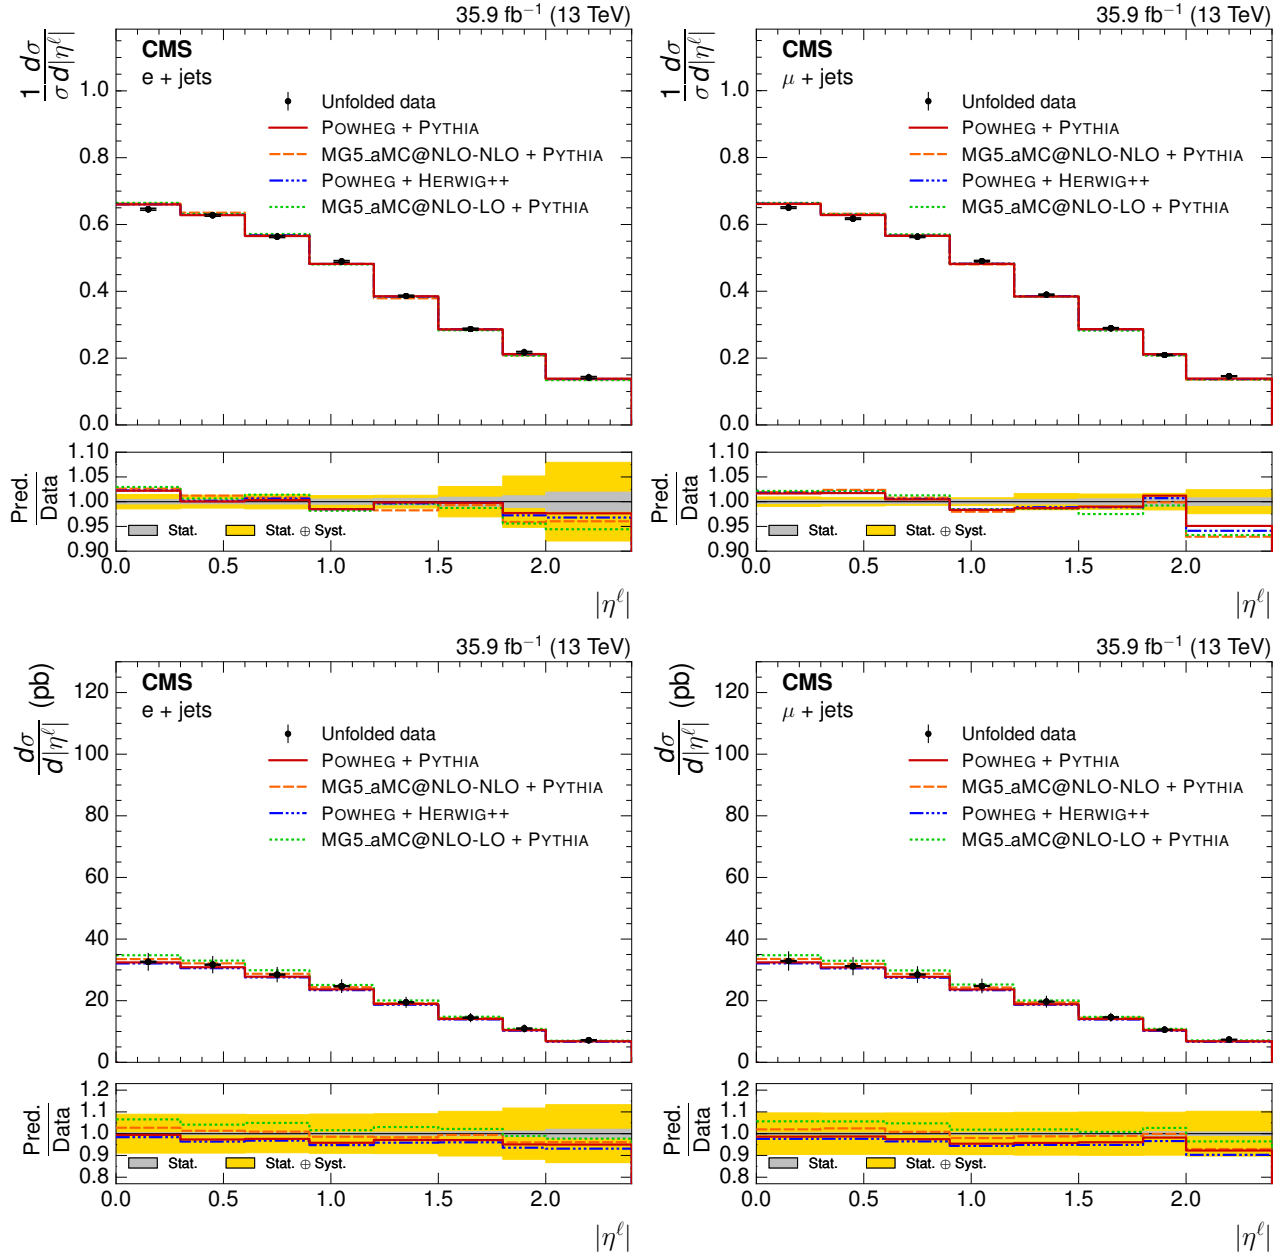 35.9 fb⁻¹ (13 TeV)
CMS
e + jets
1/σ dσ/d|η^ℓ|
Unfolded data
POWHEG + PYTHIA
MG5_aMC@NLO-NLO + PYTHIA
POWHEG + HERWIG++
MG5_aMC@NLO-LO + PYTHIA
1.0
0.8
0.6
0.4
0.2
0.0
Pred.
Data
1.10
1.05
1.00
0.95
0.90
Stat.
Stat. ⊕ Syst.
0.0 0.5 1.0 1.5 2.0
|η^ℓ|
35.9 fb⁻¹ (13 TeV)
CMS
μ + jets
1/σ dσ/d|η^ℓ|
Unfolded data
POWHEG + PYTHIA
MG5_aMC@NLO-NLO + PYTHIA
POWHEG + HERWIG++
MG5_aMC@NLO-LO + PYTHIA
1.0
0.8
0.6
0.4
0.2
0.0
Pred.
Data
1.10
1.05
1.00
0.95
0.90
Stat.
Stat. ⊕ Syst.
0.0 0.5 1.0 1.5 2.0
|η^ℓ|
35.9 fb⁻¹ (13 TeV)
CMS
e + jets
dσ/d|η^ℓ| (pb)
Unfolded data
POWHEG + PYTHIA
MG5_aMC@NLO-NLO + PYTHIA
POWHEG + HERWIG++
MG5_aMC@NLO-LO + PYTHIA
120
100
80
60
40
20
0
Pred.
Data
1.2
1.1
1.0
0.9
0.8
Stat.
Stat. ⊕ Syst.
0.0 0.5 1.0 1.5 2.0
|η^ℓ|
35.9 fb⁻¹ (13 TeV)
CMS
μ + jets
dσ/d|η^ℓ| (pb)
Unfolded data
POWHEG + PYTHIA
MG5_aMC@NLO-NLO + PYTHIA
POWHEG + HERWIG++
MG5_aMC@NLO-LO + PYTHIA
120
100
80
60
40
20
0
Pred.
Data
1.2
1.1
1.0
0.9
0.8
Stat.
Stat. ⊕ Syst.
0.0 0.5 1.0 1.5 2.0
|η^ℓ|